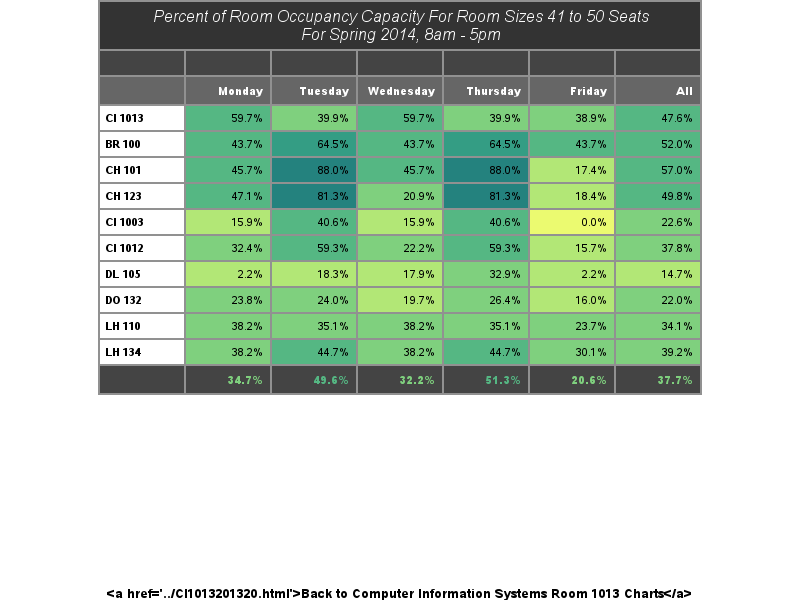 Percent of Room Occupancy Capacity For Room Sizes 41 to 50 Seats
For Spring 2014, 8am - 5pm
Monday Tuesday Wednesday Thursday Friday All
CI 1013 59.7% 39.9% 59.7% 39.9% 38.9% 47.6%
BR 100 43.7% 64.5% 43.7% 64.5% 43.7% 52.0%
CH 101 45.7% 88.0% 45.7% 88.0% 17.4% 57.0%
CH 123 47.1% 81.3% 20.9% 81.3% 18.4% 49.8%
CI 1003 15.9% 40.6% 15.9% 40.6% 0.0% 22.6%
CI 1012 32.4% 59.3% 22.2% 59.3% 15.7% 37.8%
DL 105 2.2% 18.3% 17.9% 32.9% 2.2% 14.7%
DO 132 23.8% 24.0% 19.7% 26.4% 16.0% 22.0%
LH 110 38.2% 35.1% 38.2% 35.1% 23.7% 34.1%
LH 134 38.2% 44.7% 38.2% 44.7% 30.1% 39.2%
34.7% 49.6% 32.2% 51.3% 20.6% 37.7%
<a href='../CI1013201320.html'>Back to Computer Information Systems Room 1013 Charts</a>